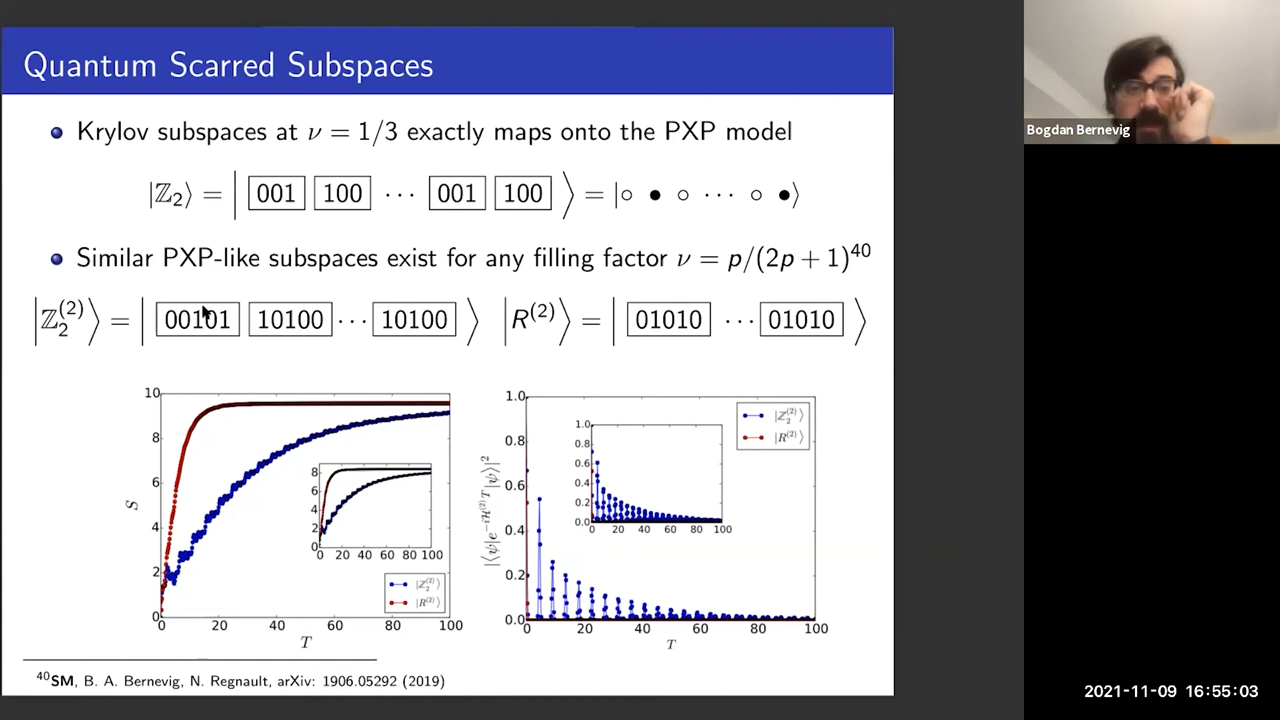 Quantum Scarred Subspaces
Krylov subspaces at ν = 1/3 exactly maps onto the PXP model
|ℤ₂⟩ = | 001 100 ··· 001 100 ⟩ = |○ ● ○ ··· ○ ●⟩
Similar PXP-like subspaces exist for any filling factor ν = p/(2p + 1)⁴⁰
|ℤ₂⁽²⁾⟩ = | 00101 10100 ··· 10100 ⟩ |R⁽²⁾⟩ = | 01010 ··· 01010 ⟩
10
8
6
4
2
0
S
0 20 40 60 80 100
T
8
6
4
2
0
0 20 40 60 80 100
|ℤ₂⁽²⁾⟩
|R⁽²⁾⟩
1.0
0.8
0.6
0.4
0.2
0.0
|⟨ψ|e^{-iℋ⁽²⁾T}|ψ⟩|²
0 20 40 60 80 100
T
1.0
0.8
0.6
0.4
0.2
0.0
0 20 40 60 80 100
|ℤ₂⁽²⁾⟩
|R⁽²⁾⟩
⁴⁰SM, B. A. Bernevig, N. Regnault, arXiv: 1906.05292 (2019)
Bogdan Bernevig
2021-11-09 16:55:03